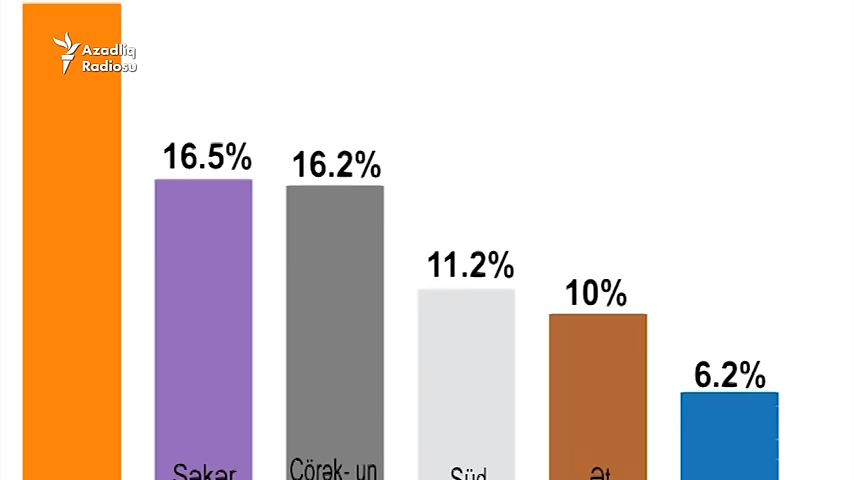 Azadlıq
Radiosu
16.5%
16.2%
11.2%
10%
6.2%
Şəkər
Çörək- un
Süd
Ət